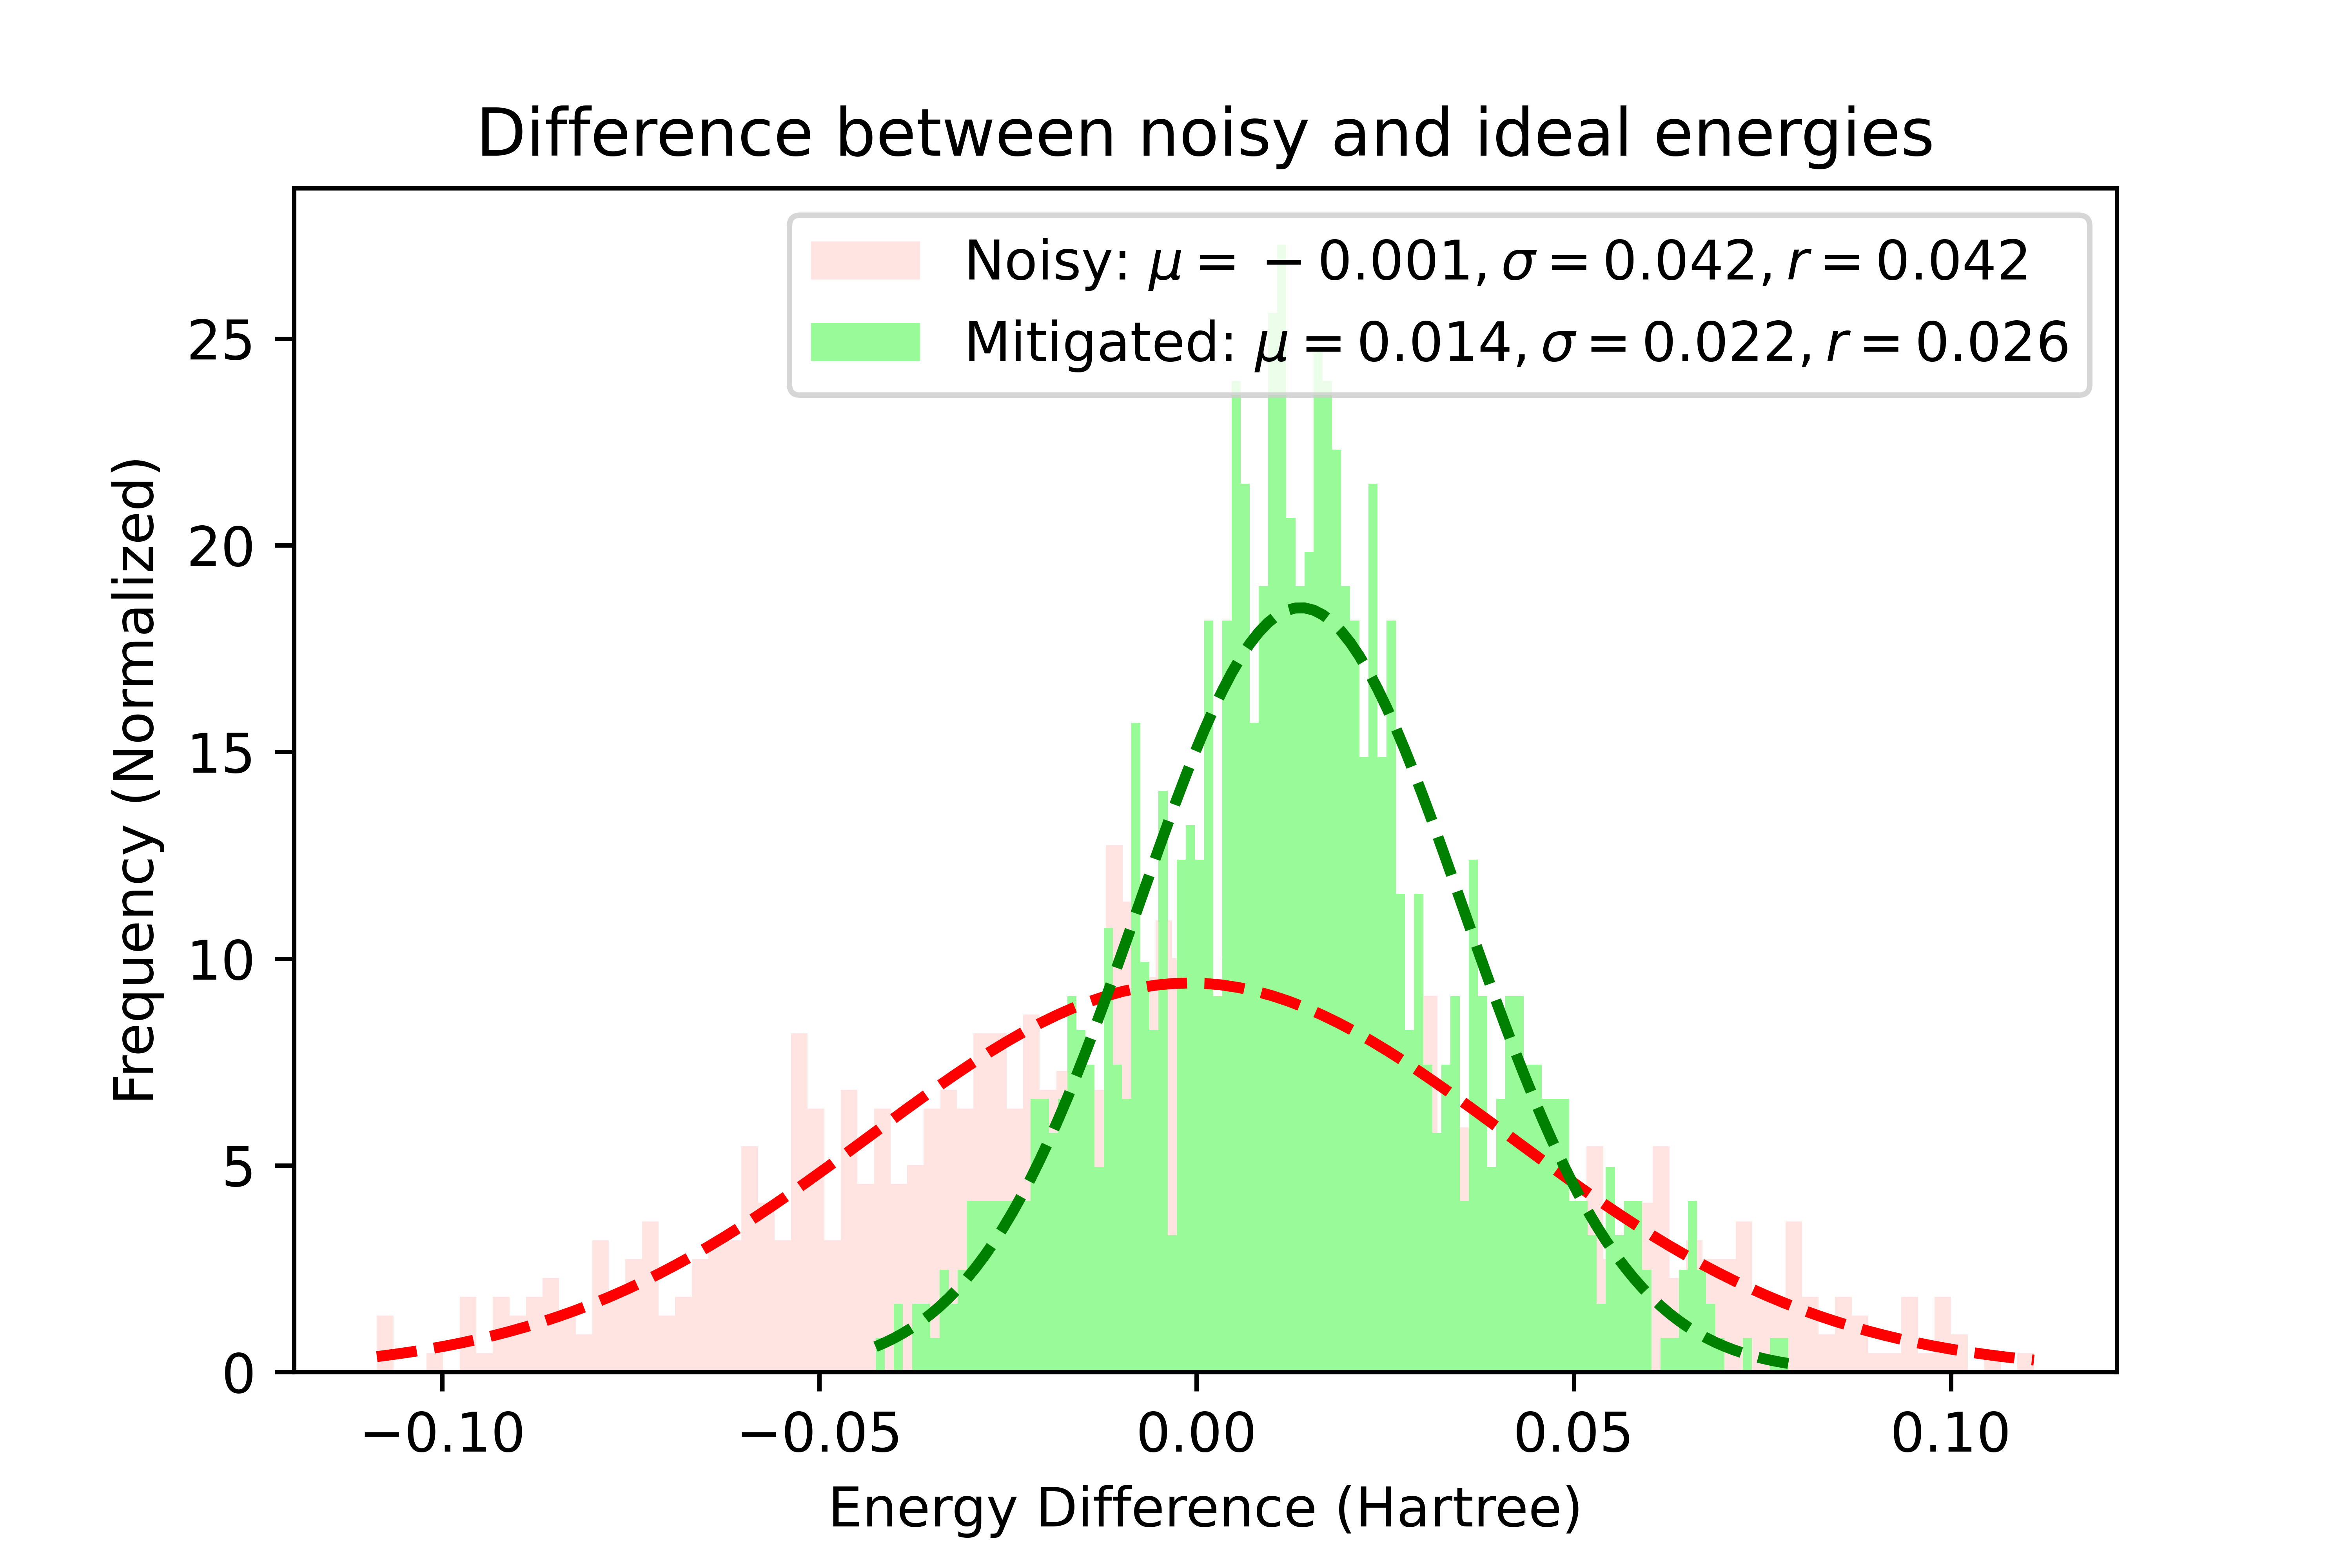 Difference between noisy and ideal energies
Noisy: μ = −0.001, σ = 0.042, r = 0.042
Mitigated: μ = 0.014, σ = 0.022, r = 0.026
Frequency (Normalized)
25
20
15
10
5
0
−0.10 −0.05 0.00 0.05 0.10
Energy Difference (Hartree)